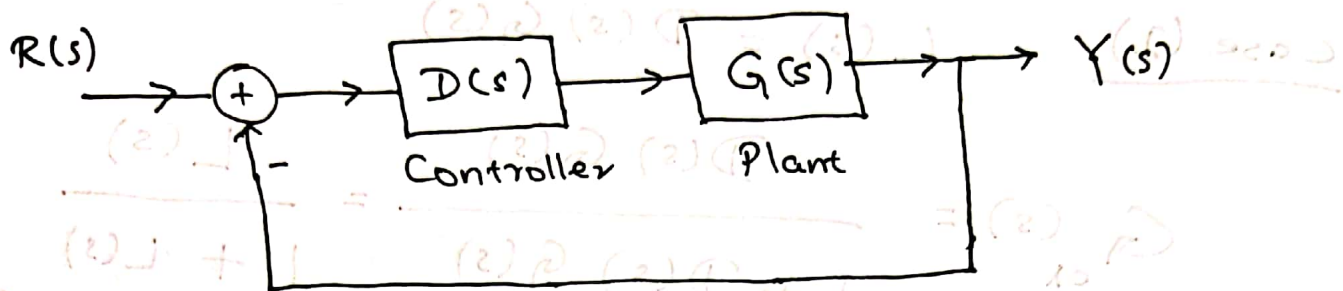 R(s)
+
D(s)
G(s)
Y(s)
-
Controller
Plant